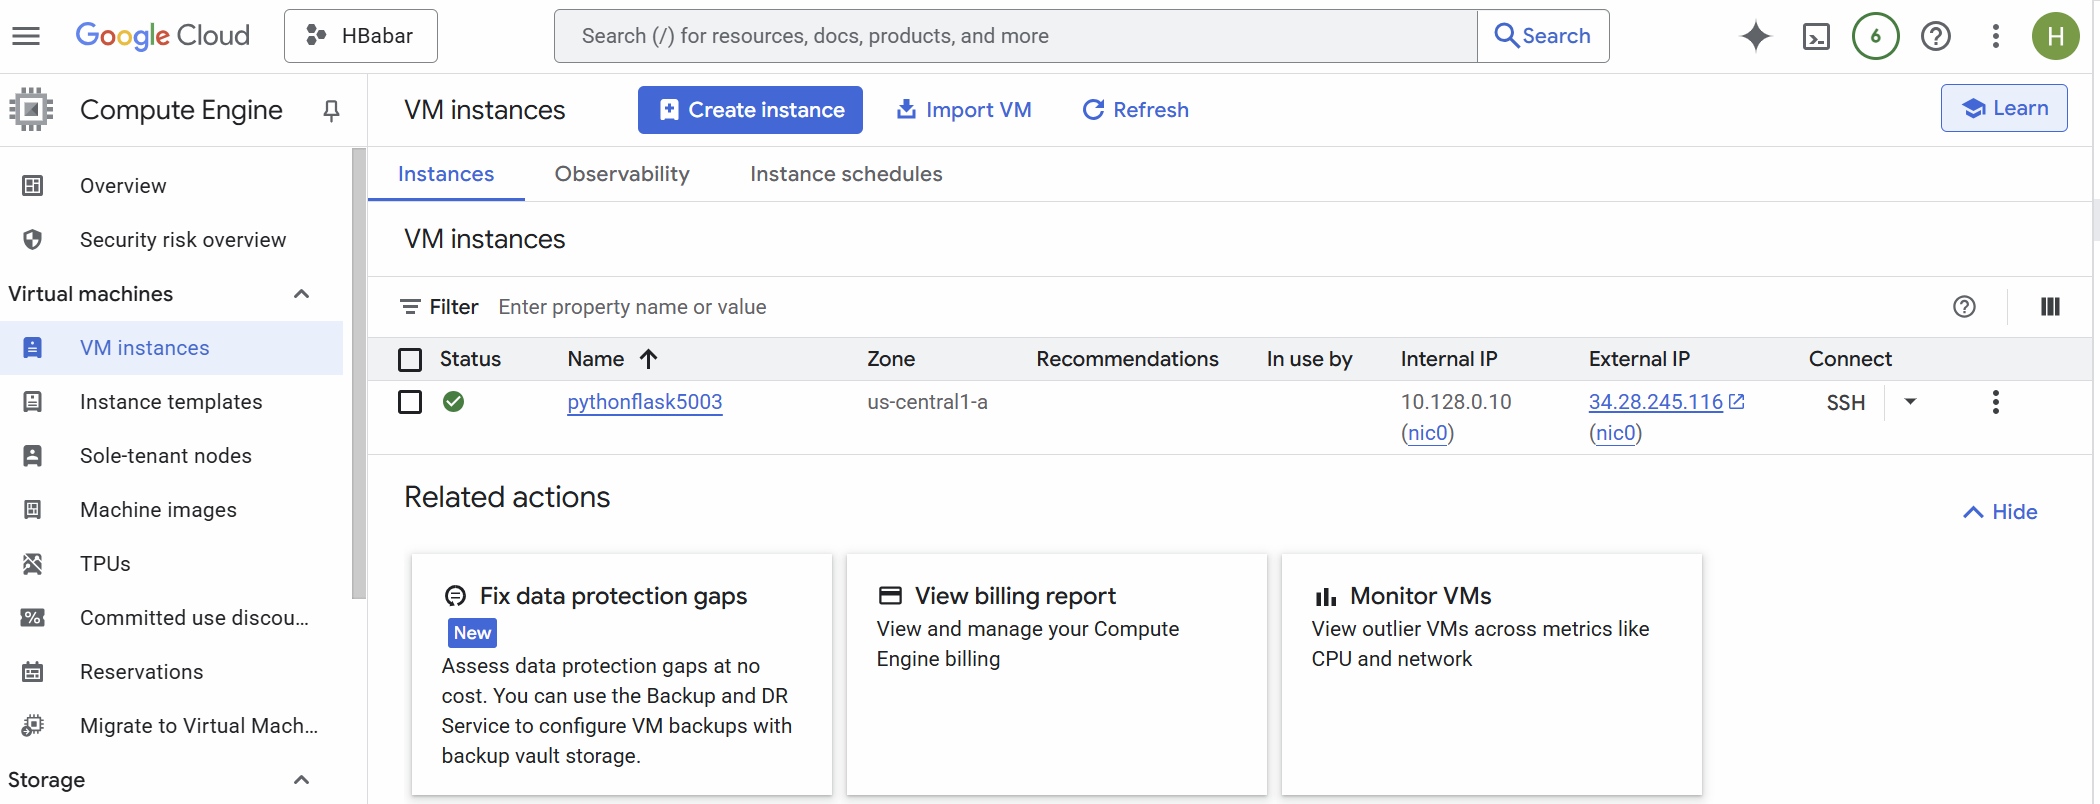 Google Cloud
HBabar
Search (/) for resources, docs, products, and more
Search
6
H
Compute Engine
VM instances
Create instance
Import VM
Refresh
Learn
Overview
Security risk overview
Virtual machines
VM instances
Instance templates
Sole-tenant nodes
Machine images
TPUs
Committed use discou...
Reservations
Migrate to Virtual Mach...
Storage
Instances
Observability
Instance schedules
VM instances
Filter
Enter property name or value
Status
Name
Zone
Recommendations
In use by
Internal IP
External IP
Connect
pythonflask5003
us-central1-a
10.128.0.10
(nic0)
34.28.245.116
(nic0)
SSH
Related actions
Hide
Fix data protection gaps
New
Assess data protection gaps at no
cost. You can use the Backup and DR
Service to configure VM backups with
backup vault storage.
View billing report
View and manage your Compute
Engine billing
Monitor VMs
View outlier VMs across metrics like
CPU and network